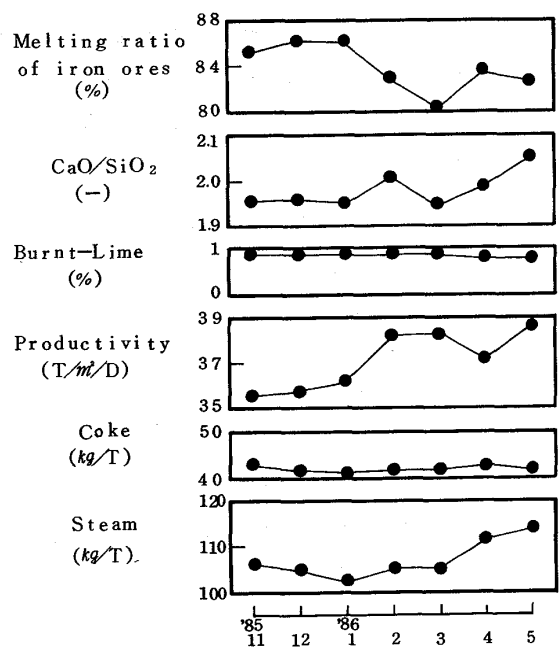 88
Melting ratio
of iron ores
84
(%)
80
2.1
CaO/SiO₂
2.0
(—)
1.9
Burnt—Lime
1
(%)
0
39
Productivity
37
(T/m²/D)
35
Coke
50
(kg/T)
40
120
Steam
110
(kg/T)
100
'85 '86
11 12 1 2 3 4 5